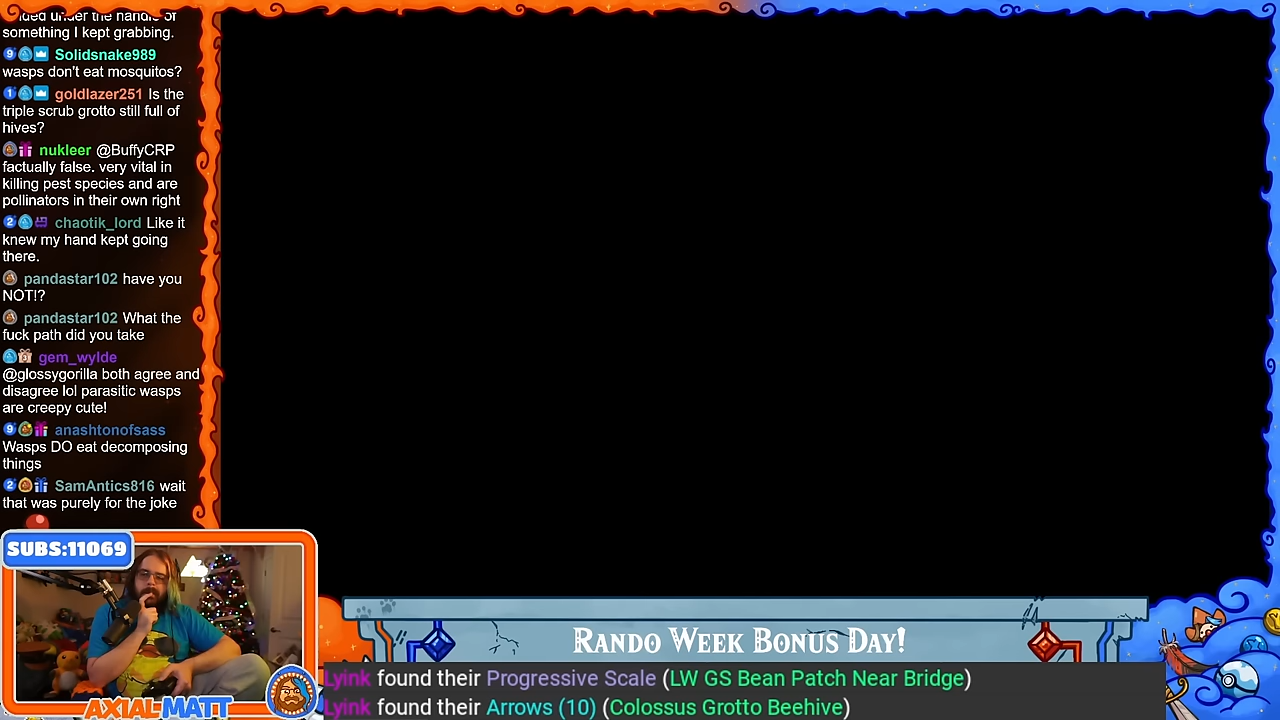 under the handle of
something I kept grabbing.
Solidsnake989
wasps don't eat mosquitos?
goldlazer251 Is the
triple scrub grotto still full of
hives?
nukleer @BuffyCRP
factually false. very vital in
killing pest species and are
pollinators in their own right
chaotik_lord Like it
knew my hand kept going
there.
pandastar102 have you
NOT!?
pandastar102 What the
fuck path did you take
gem_wylde
@glossygorilla both agree and
disagree lol parasitic wasps
are creepy cute!
anashtonofsass
Wasps DO eat decomposing
things
SamAntics816 wait
that was purely for the joke
SUBS:11069
AXIALMATT
RANDO WEEK BONUS DAY!
Lyink found their Progressive Scale (LW GS Bean Patch Near Bridge)
Lyink found their Arrows (10) (Colossus Grotto Beehive)